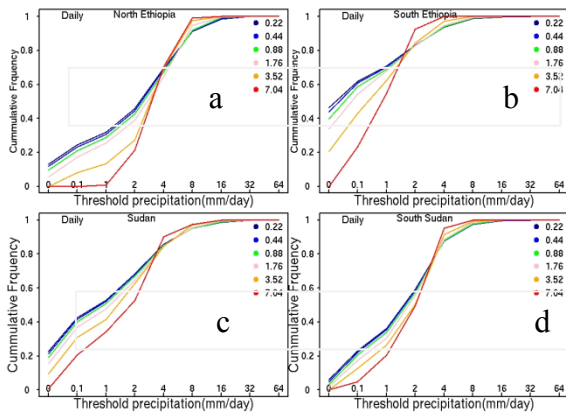 Daily North Ethiopia
Cummulative Frquency
1
0.8
0.6
0.4
0.2
0
0.22
0.44
0.88
1.76
3.52
7.52
a
0 0.1 1 2 4 8 16 32 64
Threshold precipitation(mm/day)
Daily South Ethiopia
Cummulative Frquency
1
0.8
0.6
0.4
0.2
0
0.22
0.44
0.88
1.76
3.52
7.04
b
0 0.1 1 2 4 8 16 32 64
Threshold precipitation(mm/day)
Daily Sudan
Cummulative Frquency
1
0.8
0.6
0.4
0.2
0
0.22
0.44
0.88
1.76
3.52
7.04
c
0 0.1 1 2 4 8 16 32 64
Threshold precipitation(mm/day)
Daily South Sudan
Cummulative Frquency
1
0.8
0.6
0.4
0.2
0
0.22
0.44
0.88
1.76
3.52
7.04
d
0 0.1 1 2 4 8 16 32 64
Threshold precipitation(mm/day)